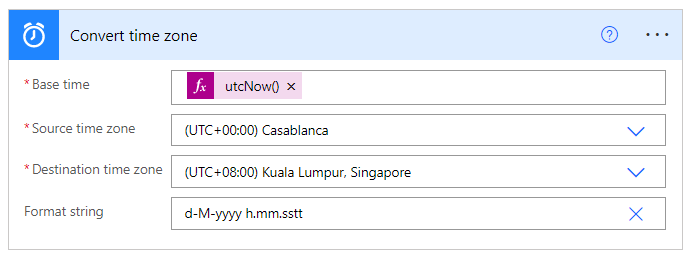 Convert time zone
* Base time
fx utcNow() ×
* Source time zone
(UTC+00:00) Casablanca
* Destination time zone
(UTC+08:00) Kuala Lumpur, Singapore
Format string
d-M-yyyy h.mm.sstt